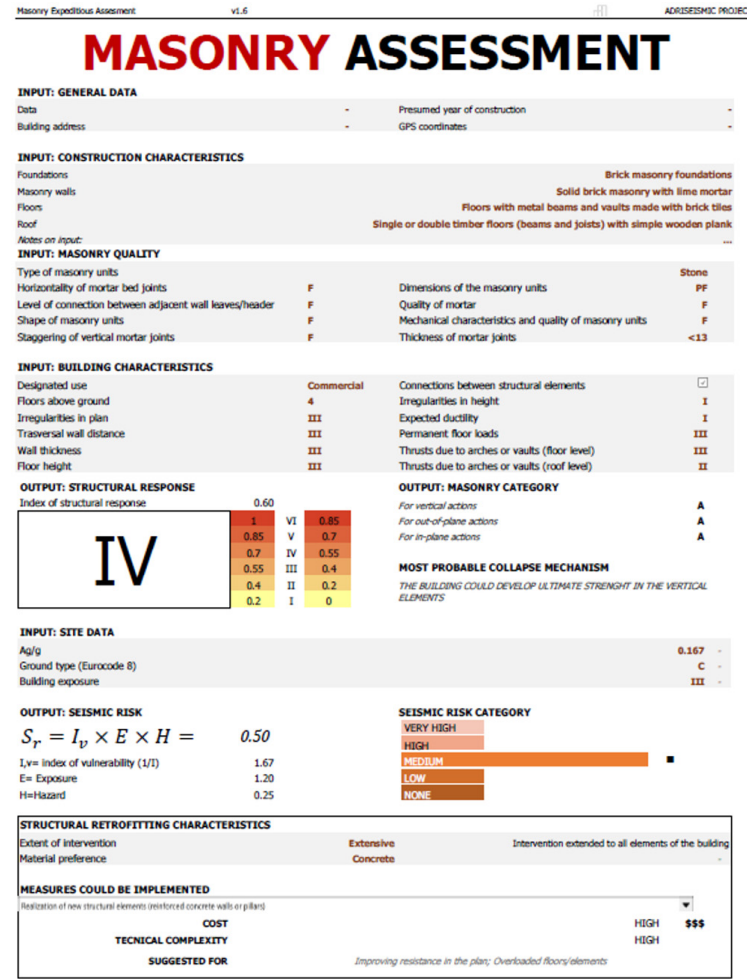 Masonry Expeditious Assesment v1.6 ADRISEISMIC PROJEC
MASONRY ASSESSMENT
INPUT: GENERAL DATA
Data - Presumed year of construction -
Building address - GPS coordinates -
INPUT: CONSTRUCTION CHARACTERISTICS
Foundations Brick masonry foundations
Masonry walls Solid brick masonry with lime mortar
Floors Floors with metal beams and vaults made with brick tiles
Roof Single or double timber floors (beams and joists) with simple wooden plank
Notes on input: ...
INPUT: MASONRY QUALITY
Type of masonry units Stone
Horizontality of mortar bed joints F Dimensions of the masonry units PF
Level of connection between adjacent wall leaves/header F Quality of mortar F
Shape of masonry units F Mechanical characteristics and quality of masonry units F
Staggering of vertical mortar joints F Thickness of mortar joints <13
INPUT: BUILDING CHARACTERISTICS
Designated use Commercial Connections between structural elements
Floors above ground 4 Irregularities in height I
Irregularities in plan III Expected ductility I
Trasversal wall distance III Permanent floor loads III
Wall thickness III Thrusts due to arches or vaults (floor level) III
Floor height III Thrusts due to arches or vaults (roof level) II
OUTPUT: STRUCTURAL RESPONSE OUTPUT: MASONRY CATEGORY
Index of structural response 0.60 For vertical actions A
IV 1 VI 0.85 For out-of-plane actions A
0.85 V 0.7 For in-plane actions A
0.7 IV 0.55
0.55 III 0.4 MOST PROBABLE COLLAPSE MECHANISM
0.4 II 0.2 THE BUILDING COULD DEVELOP ULTIMATE STRENGHT IN THE VERTICAL
0.2 I 0 ELEMENTS
INPUT: SITE DATA
Ag/g 0.167 -
Ground type (Eurocode 8) C -
Building exposure III -
OUTPUT: SEISMIC RISK SEISMIC RISK CATEGORY
VERY HIGH
Sr = Iv × E × H = 0.50 HIGH
I,v= index of vulnerability (1/I) 1.67 MEDIUM
E= Exposure 1.20 LOW
H=Hazard 0.25 NONE
STRUCTURAL RETROFITTING CHARACTERISTICS
Extent of intervention Extensive Intervention extended to all elements of the building
Material preference Concrete -
MEASURES COULD BE IMPLEMENTED
Realization of new structural elements (reinforced concrete walls or pillars)
COST HIGH $$$
TECNICAL COMPLEXITY HIGH
SUGGESTED FOR Improving resistance in the plan; Overloaded floors/elements